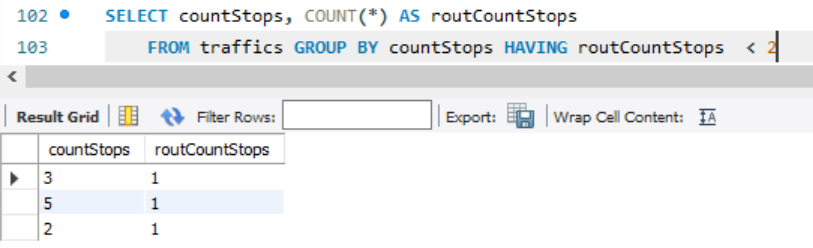 102 SELECT countStops, COUNT(*) AS routCountStops
103 FROM traffics GROUP BY countStops HAVING routCountStops < 2
Result Grid Filter Rows: Export: Wrap Cell Content: IA
countStops routCountStops
3 1
5 1
2 1